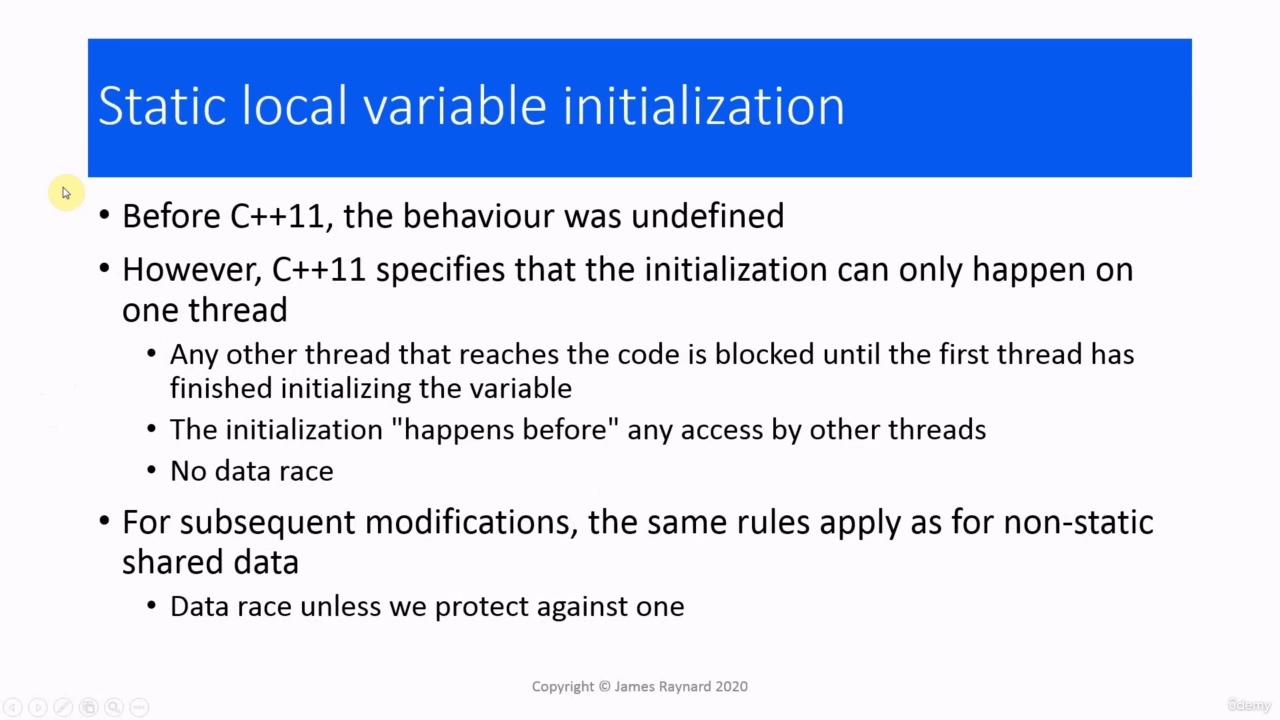 Static local variable initialization
• Before C++11, the behaviour was undefined
• However, C++11 specifies that the initialization can only happen on
one thread
• Any other thread that reaches the code is blocked until the first thread has
finished initializing the variable
• The initialization "happens before" any access by other threads
• No data race
• For subsequent modifications, the same rules apply as for non-static
shared data
• Data race unless we protect against one
Copyright © James Raynard 2020
ûdemy